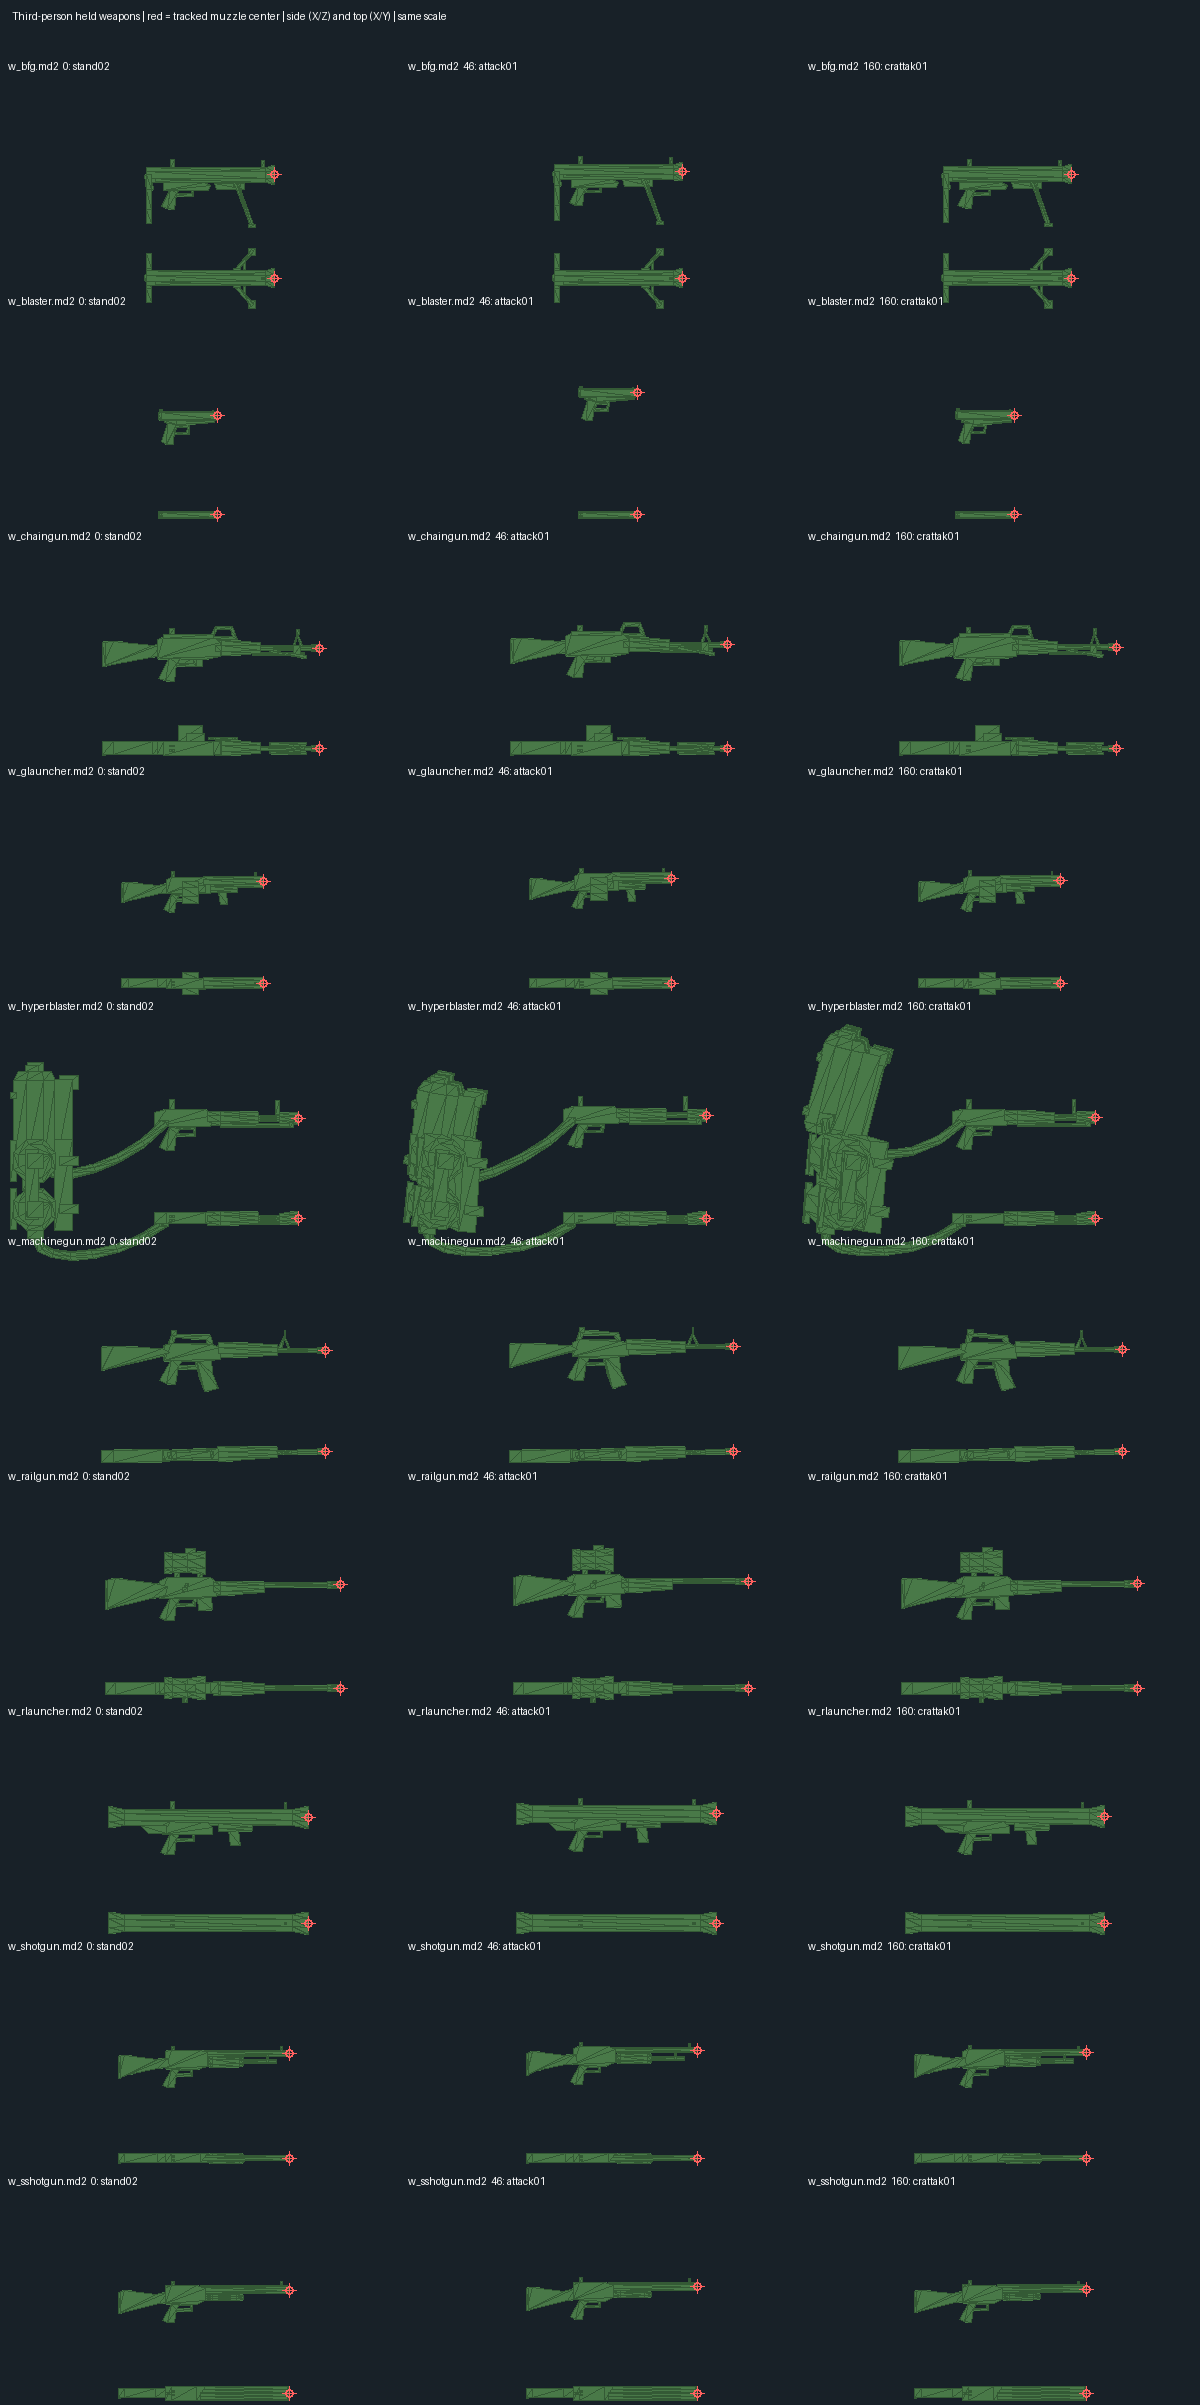 Third-person held weapons | red = tracked muzzle center | side (X/Z) and top (X/Y) | same scale
w_bfg.md2 0: stand02
w_bfg.md2 46: attack01
w_bfg.md2 160: crattak01
w_blaster.md2 0: stand02
w_blaster.md2 46: attack01
w_blaster.md2 160: crattak01
w_chaingun.md2 0: stand02
w_chaingun.md2 46: attack01
w_chaingun.md2 160: crattak01
w_glauncher.md2 0: stand02
w_glauncher.md2 46: attack01
w_glauncher.md2 160: crattak01
w_hyperblaster.md2 0: stand02
w_hyperblaster.md2 46: attack01
w_hyperblaster.md2 160: crattak01
w_machinegun.md2 0: stand02
w_machinegun.md2 46: attack01
w_machinegun.md2 160: crattak01
w_railgun.md2 0: stand02
w_railgun.md2 46: attack01
w_railgun.md2 160: crattak01
w_rlauncher.md2 0: stand02
w_rlauncher.md2 46: attack01
w_rlauncher.md2 160: crattak01
w_shotgun.md2 0: stand02
w_shotgun.md2 46: attack01
w_shotgun.md2 160: crattak01
w_sshotgun.md2 0: stand02
w_sshotgun.md2 46: attack01
w_sshotgun.md2 160: crattak01